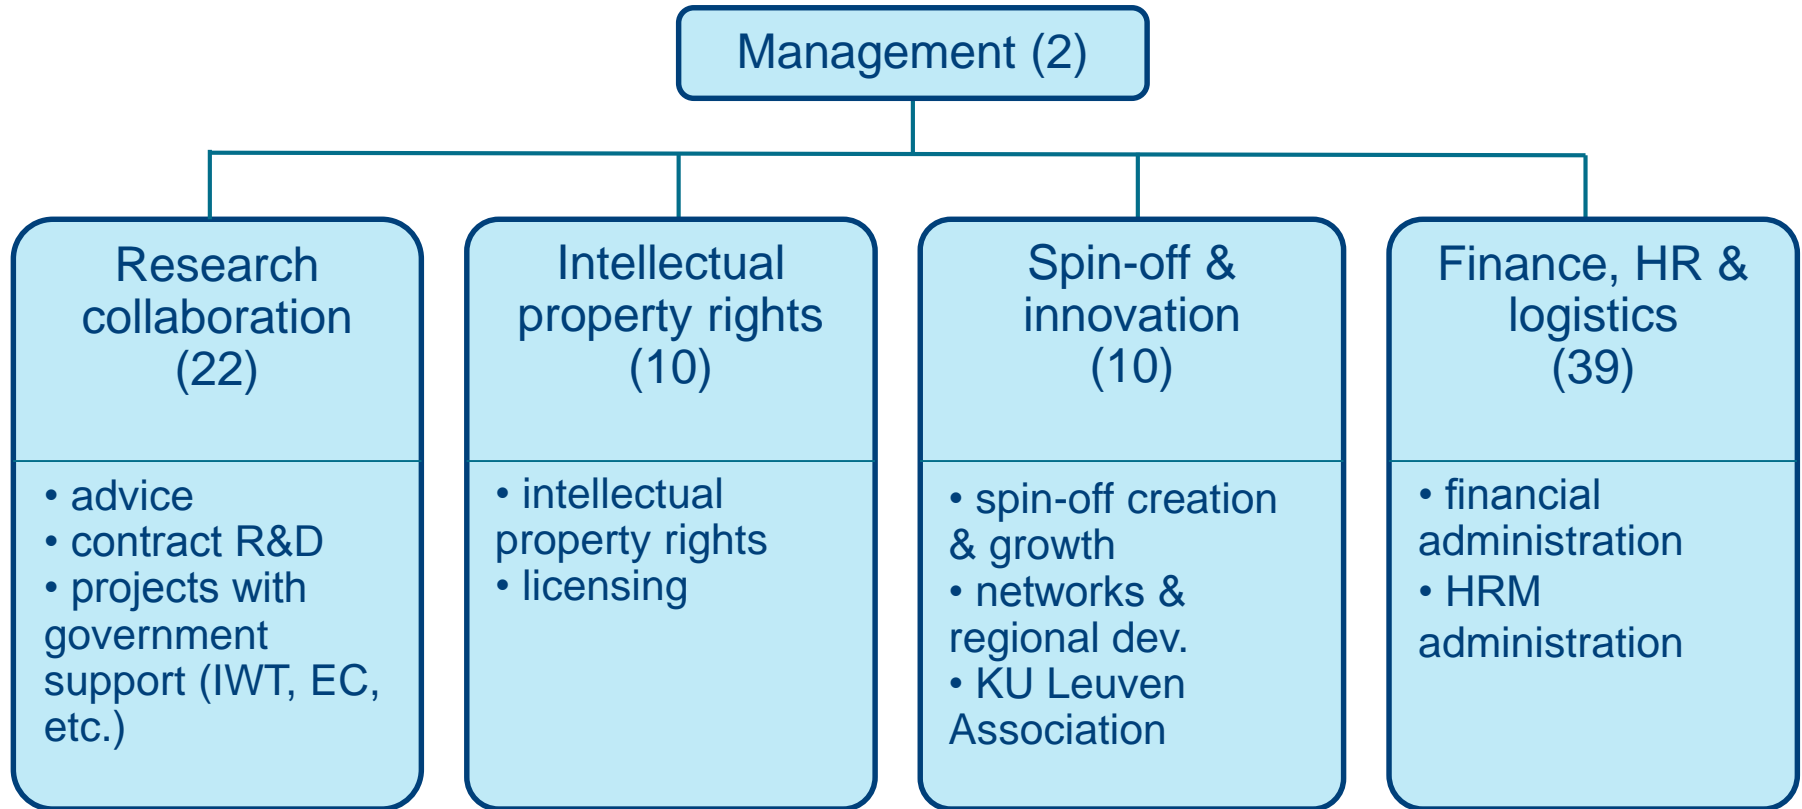 Management (2)
Research
collaboration
(22)
• advice
• contract R&D
• projects with
government
support (IWT, EC,
etc.)
Intellectual
property rights
(10)
• intellectual
property rights
• licensing
Spin-off &
innovation
(10)
• spin-off creation
& growth
• networks &
regional dev.
• KU Leuven
Association
Finance, HR &
logistics
(39)
• financial
administration
• HRM
administration